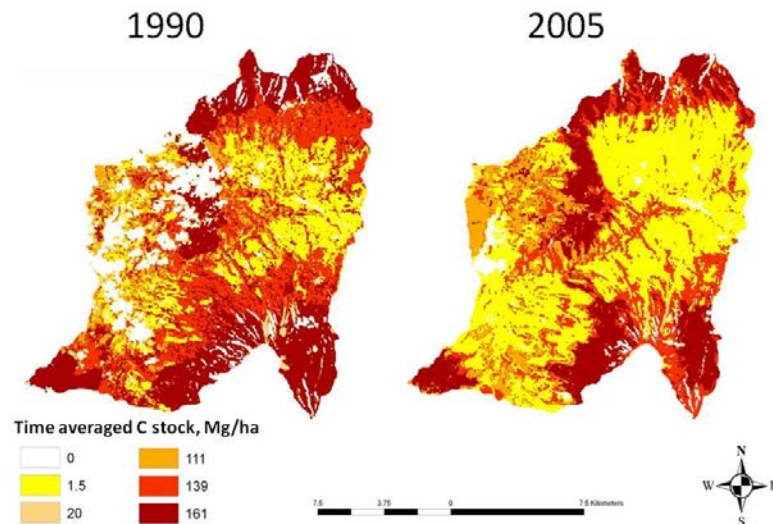 1990 2005
Time averaged C stock, Mg/ha
0 111
1.5 139
20 161
7.5 3.75 0 7.5 Kilometers
N
W E
S